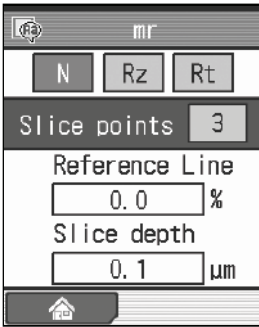 mr
N Rz Rt
Slice points 3
Reference Line
0.0 %
Slice depth
0.1 µm